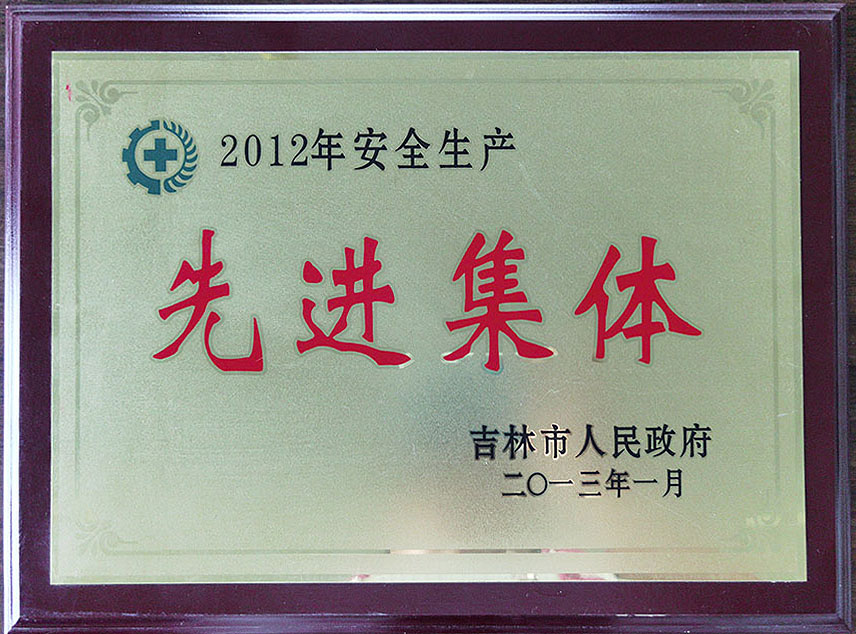 2012年安全生产
先进集体
吉林市人民政府
二〇一三年一月